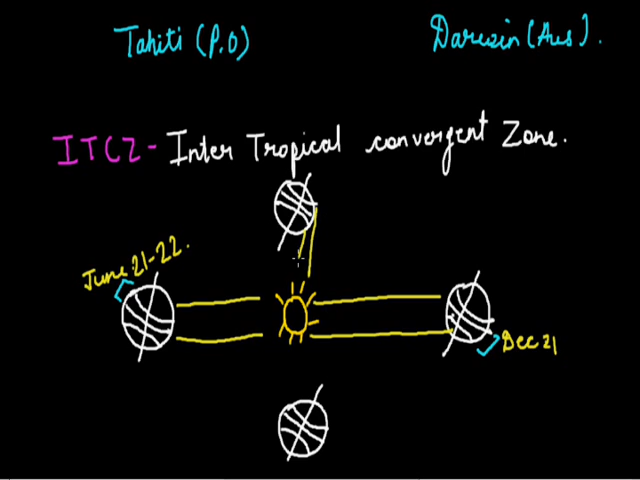 Tahiti (P.O) Darwin (Aus).
ITCZ - Inter Tropical convergent Zone.
June 21-22.
Dec 21